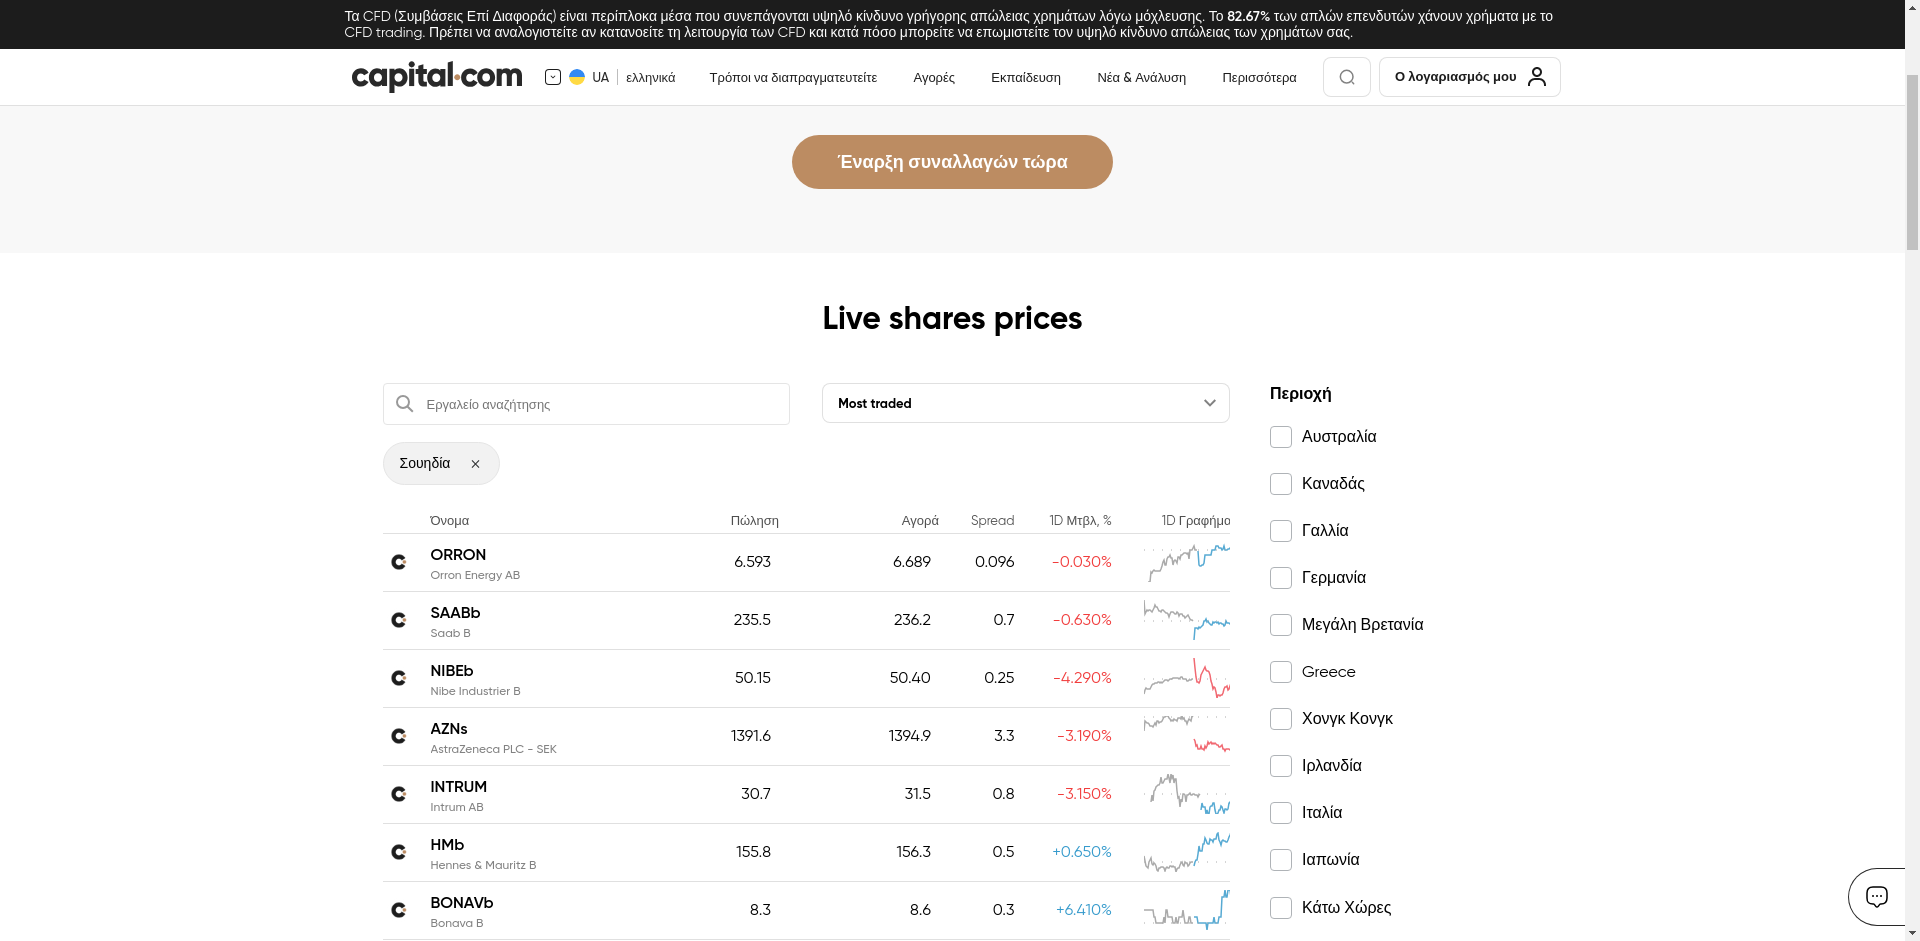 Τα CFD (Συμβάσεις Επί Διαφοράς) είναι περίπλοκα μέσα που συνεπάγονται υψηλό κίνδυνο γρήγορης απώλειας χρημάτων λόγω μόχλευσης. Το 82.67% των απλών επενδυτών χάνουν χρήματα με το
CFD trading. Πρέπει να αναλογιστείτε αν κατανοείτε τη λειτουργία των CFD και κατά πόσο μπορείτε να επωμιστείτε τον υψηλό κίνδυνο απώλειας των χρημάτων σας.
capital.com UA ελληνικά Τρόποι να διαπραγματευτείτε Αγορές Εκπαίδευση Νέα & Ανάλυση Περισσότερα Ο λογαριασμός μου
Έναρξη συναλλαγών τώρα
Live shares prices
Εργαλείο αναζήτησης
Most traded
Σουηδία
Όνομα Πώληση Αγορά Spread 1D Μτβλ, % 1D Γράφημα
ORRON 6.593 6.689 0.096 -0.030%
Orron Energy AB
SAABb 235.5 236.2 0.7 -0.630%
Saab B
NIBEb 50.15 50.40 0.25 -4.290%
Nibe Industrier B
AZNs 1391.6 1394.9 3.3 -3.190%
AstraZeneca PLC - SEK
INTRUM 30.7 31.5 0.8 -3.150%
Intrum AB
HMb 155.8 156.3 0.5 +0.650%
Hennes & Mauritz B
BONAVb 8.3 8.6 0.3 +6.410%
Bonava B
Περιοχή
Αυστραλία
Καναδάς
Γαλλία
Γερμανία
Μεγάλη Βρετανία
Greece
Χονγκ Κονγκ
Ιρλανδία
Ιταλία
Ιαπωνία
Κάτω Χώρες